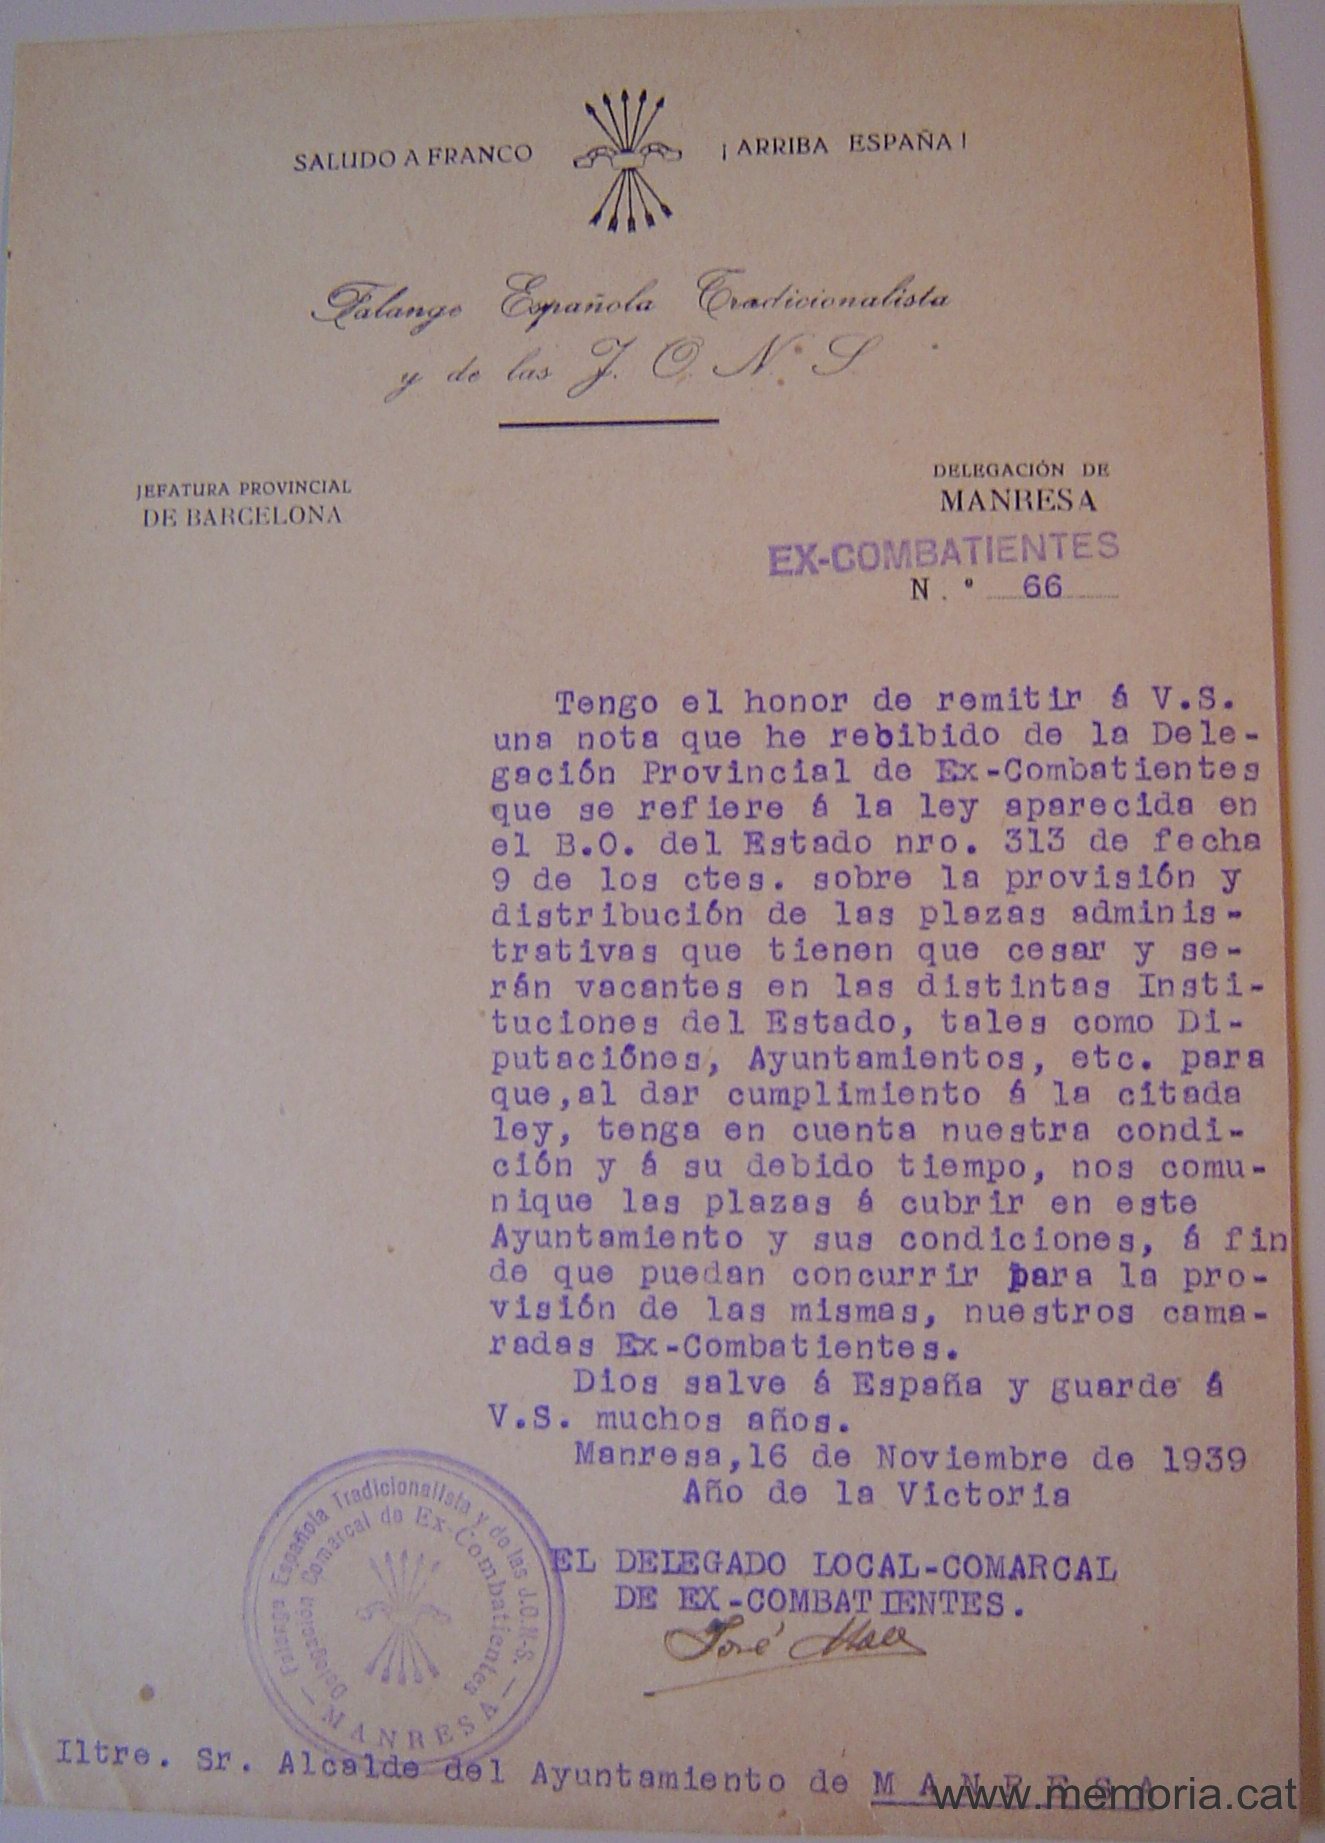 SALUDO A FRANCO
¡ ARRIBA ESPAÑA !
Falange Española Tradicionalista
y de las J. O. N. S.
JEFATURA PROVINCIAL
DE BARCELONA
DELEGACIÓN DE
MANRESA
EX-COMBATIENTES
N.º 66
Tengo el honor de remitir á V.S.
una nota que he rebibido de la Dele-
gación Provincial de Ex-Combatientes
que se refiere á la ley aparecida en
el B.O. del Estado nro. 313 de fecha
9 de los ctes. sobre la provisión y
distribución de las plazas adminis-
trativas que tienen que cesar y se-
rán vacantes en las distintas Insti-
tuciones del Estado, tales como Di-
putaciónes, Ayuntamientos, etc. para
que,al dar cumplimiento á la citada
ley, tenga en cuenta nuestra condi-
ción y á su debido tiempo, nos comu-
nique las plazas á cubrir en este
Ayuntamiento y sus condiciones, á fin
de que puedan concurrir para la pro-
visión de las mismas, nuestros cama-
radas Ex-Combatientes.
Dios salve á España y guarde á
V.S. muchos años.
Manresa,16 de Noviembre de 1939
Año de la Victoria
EL DELEGADO LOCAL-COMARCAL
DE EX-COMBATIENTES.
José
Falange Española Tradicionalista y de las J.O.N-S.
Delegación Comarcal de Ex-Combatientes
— MANRESA —
Iltre. Sr. Alcalde del Ayuntamiento de M A N R E S A
www.memoria.cat